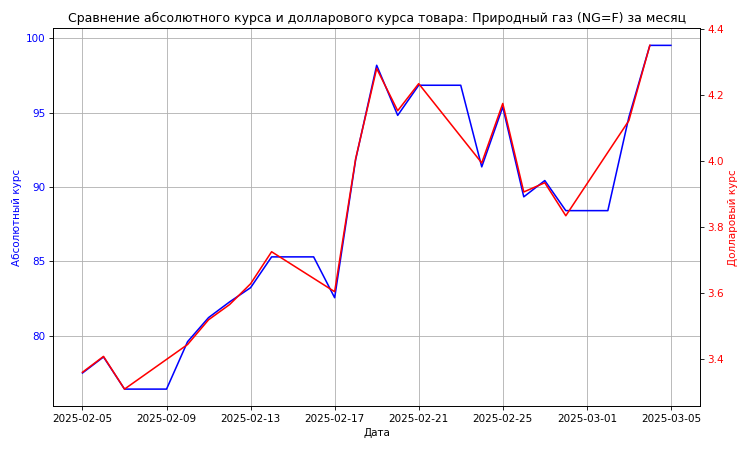 Сравнение абсолютного курса и долларового курса товара: Природный газ (NG=F) за месяц
Абсолютный курс
100
95
90
85
80
4.4
4.2
4.0
3.8
3.6
3.4
Долларовый курс
2025-02-05 2025-02-09 2025-02-13 2025-02-17 2025-02-21 2025-02-25 2025-03-01 2025-03-05
Дата